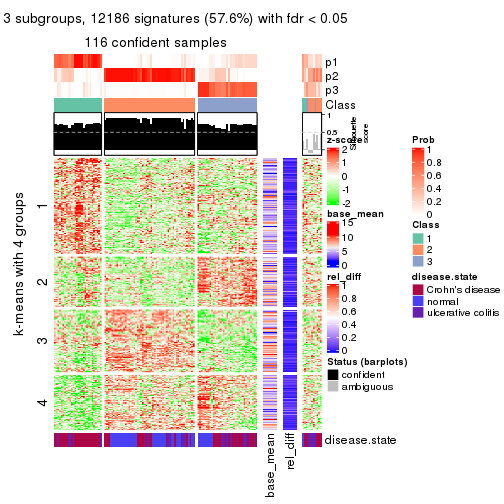 3 subgroups, 12186 signatures (57.6%) with fdr < 0.05
116 confident samples
p1
p2
p3
Class
1
0.5
0
Silhouette
score
k-means with 4 groups
1
2
3
4
base_mean
rel_diff
disease.state
z-score
2
1
0
-1
-2
base_mean
15
10
5
0
rel_diff
1
0.8
0.6
0.4
0.2
0
Status (barplots)
confident
ambiguous
Prob
1
0.8
0.6
0.4
0.2
0
Class
1
2
3
disease.state
Crohn's disease
normal
ulcerative colitis